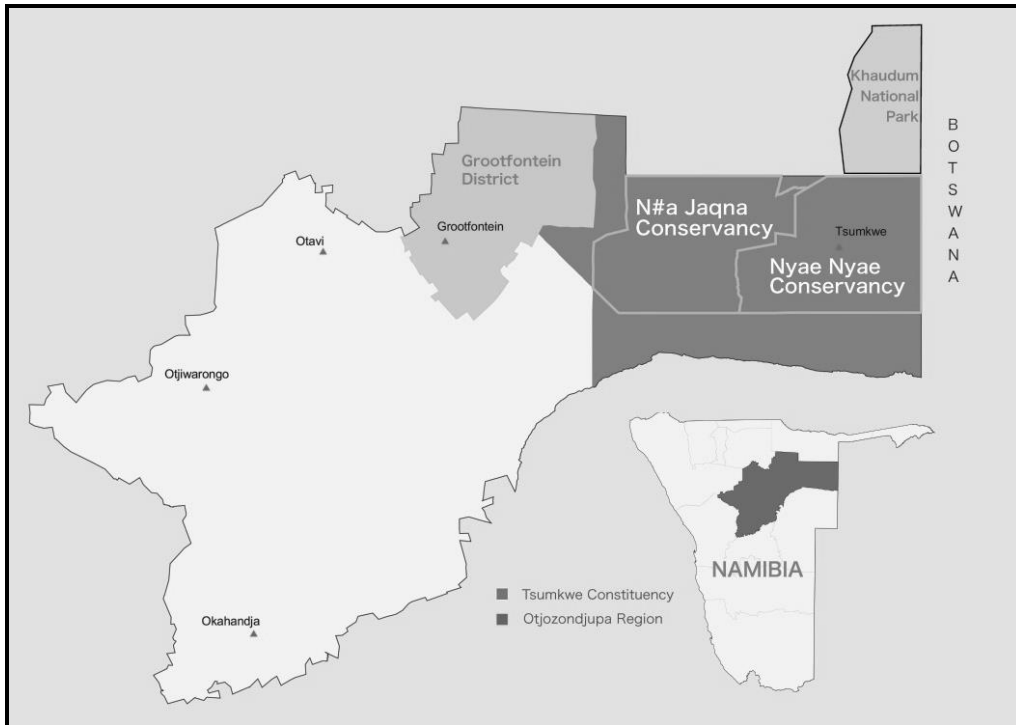 Khaudum
National
Park
BOTSWANA
Grootfontein
District
Grootfontein
N#a Jaqna
Conservancy
Tsumkwe
Nyae Nyae
Conservancy
Otavi
Otjiwarongo
NAMIBIA
Tsumkwe Constituency
Otjozondjupa Region
Okahandja